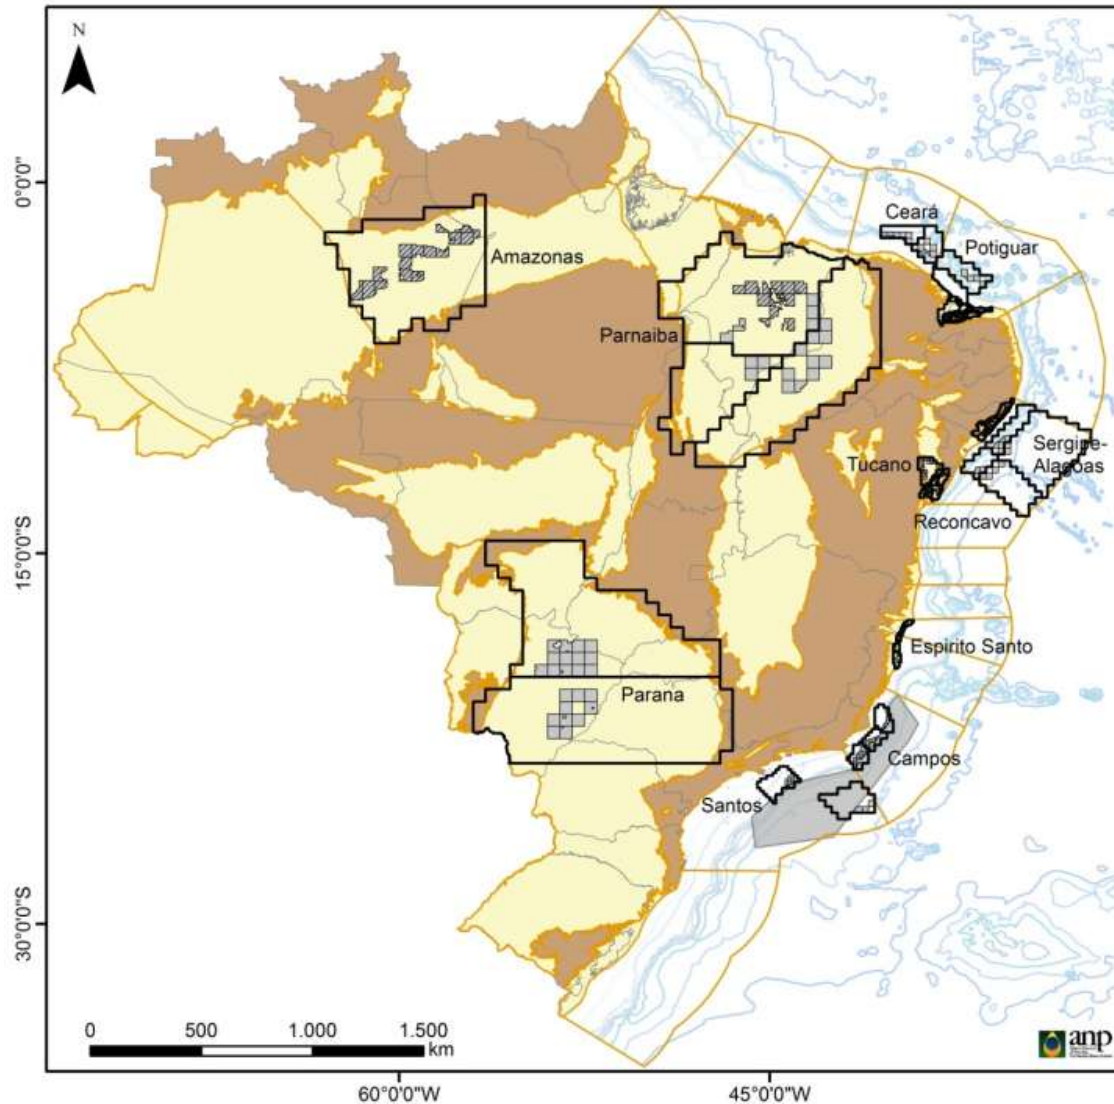 N
0°0'0"
Ceará
Potiguar
Amazonas
Parnaiba
Sergipe-
Alagoas
Tucano
Reconcavo
15°0'0"S
Espirito Santo
Parana
Campos
Santos
30°0'0"S
0 500 1.000 1.500
km
anp
60°0'0"W 45°0'0"W